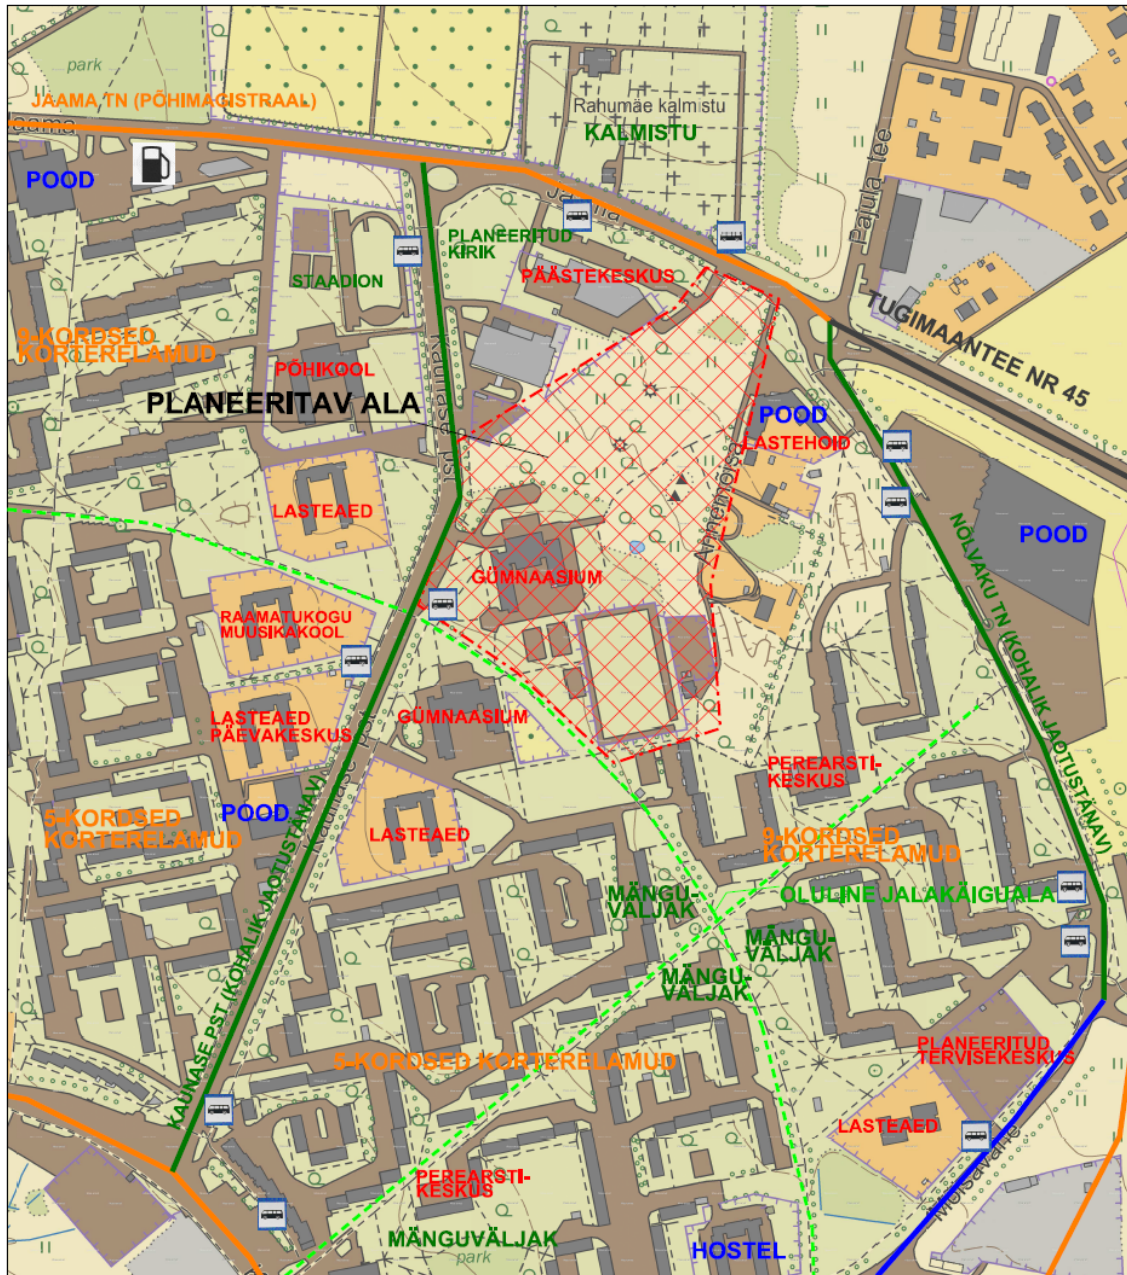 park
JAAMA TN (PÕHIMAGISTRAAL)
Jaama
Rahumäe kalmistu
KALMISTU
POOD
Jaama
Pajula tee
PLANEERITUD
KIRIK
STAADION
PÄÄSTEKESKUS
TUGIMAANTEE NR 45
9-KORDSED
KORTERELAMUD
PÕHIKOOL
Kaunase pst
PLANEERITAV ALA
POOD
LASTEHOID
Annemõisa
LASTEAED
POOD
NÕLVAKU TN (KOHALIK JAOTUSTÄNAV)
GÜMNAASIUM
RAAMATUKOGU
MUUSIKAKOOL
LASTEAED
PÄEVAKESKUS
GÜMNAASIUM
Kaunase pst
PEREARSTI-
KESKUS
POOD
5-KORDSED
KORTERELAMUD
LASTEAED
9-KORDSED
KORTERELAMUD
KAUNASE PST (KOHALIK JAOTUSTÄNAV)
MÄNGU-
VÄLJAK
OLULINE JALAKÄIGUALA
MÄNGU-
VÄLJAK
MÄNGU-
VÄLJAK
5-KORDSED KORTERELAMUD
PLANEERITUD
TERVISEKESKUS
LASTEAED
Mõisavahe
PEREARSTI-
KESKUS
MÄNGUVÄLJAK
park
HOSTEL